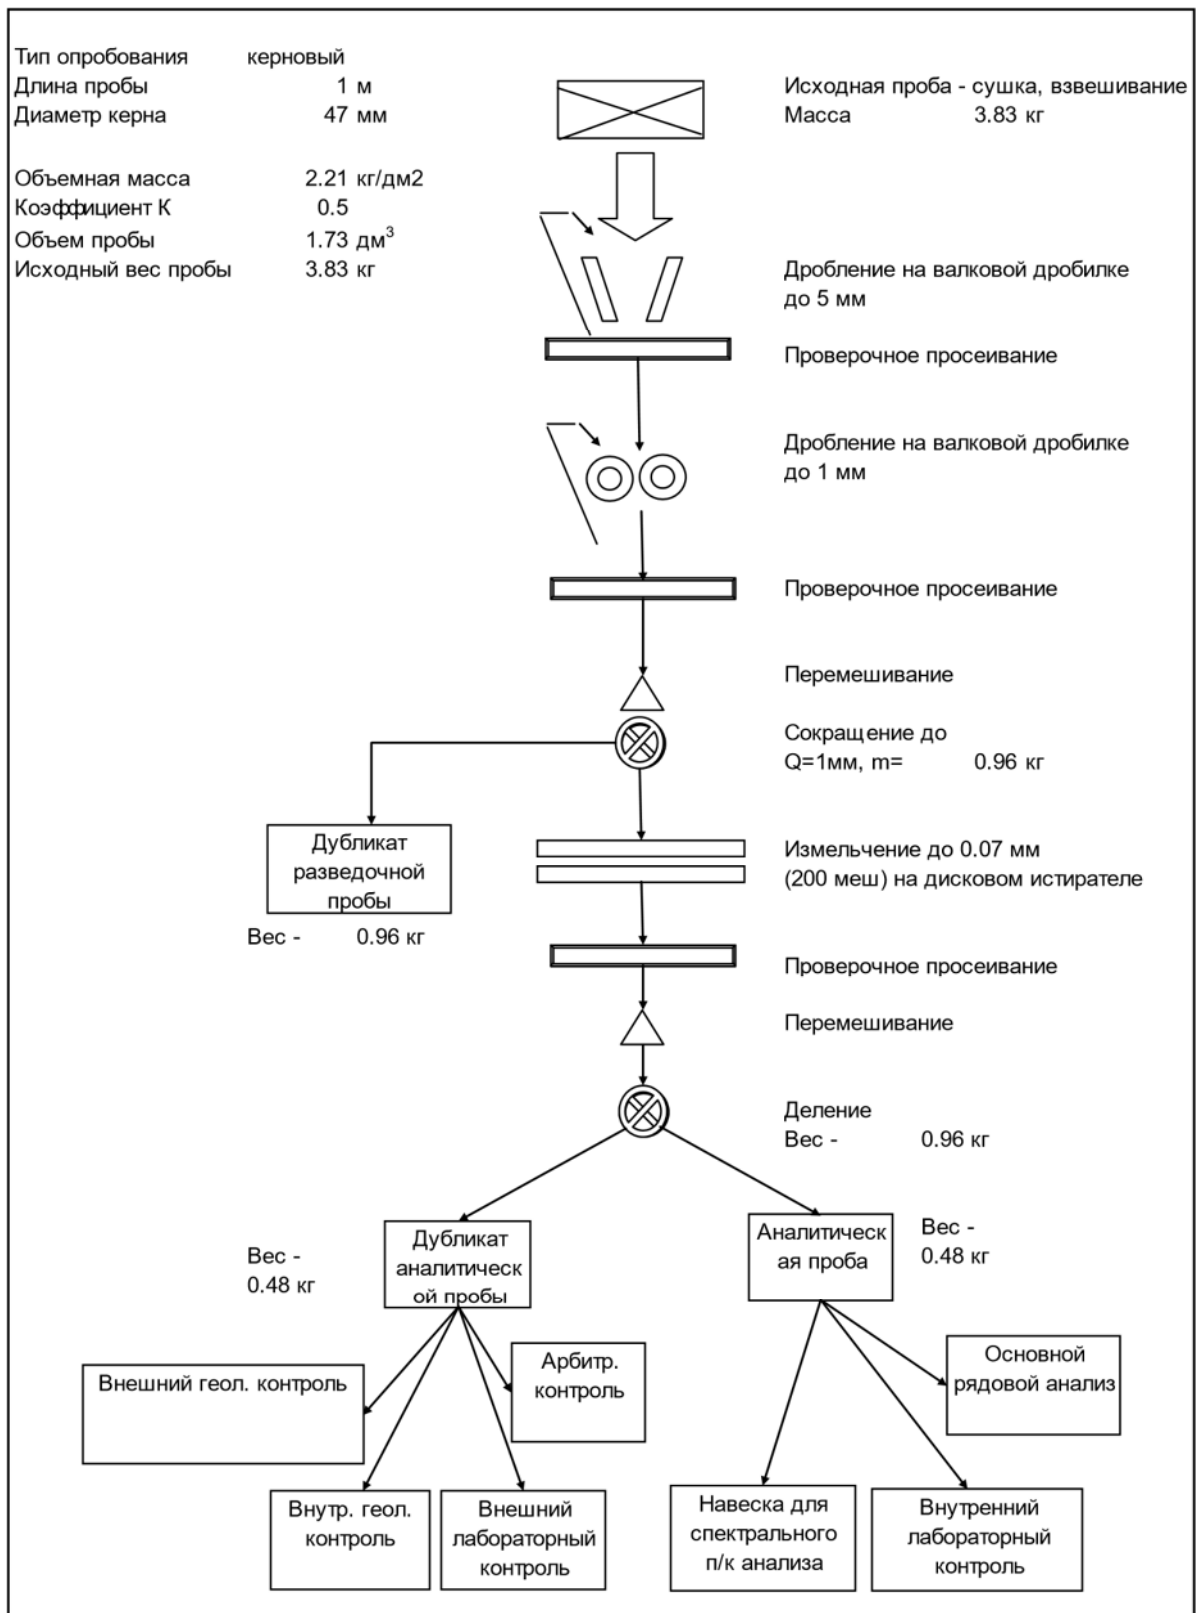 Тип опробования керновый
Длина пробы 1 м
Диаметр керна 47 мм
Исходная проба - сушка, взвешивание
Масса 3.83 кг
Объемная масса 2.21 кг/дм2
Коэффициент К 0.5
Объем пробы 1.73 дм³
Исходный вес пробы 3.83 кг
Дробление на валковой дробилке
до 5 мм
Проверочное просеивание
Дробление на валковой дробилке
до 1 мм
Проверочное просеивание
Перемешивание
Сокращение до
Q=1мм, m= 0.96 кг
Дубликат
разведочной
пробы
Вес - 0.96 кг
Измельчение до 0.07 мм
(200 меш) на дисковом истирателе
Проверочное просеивание
Перемешивание
Деление
Вес - 0.96 кг
Вес -
0.48 кг
Дубликат
аналитическ
ой пробы
Аналитическ
ая проба
Вес -
0.48 кг
Внешний геол. контроль
Арбитр.
контроль
Основной
рядовой анализ
Внутр. геол.
контроль
Внешний
лабораторный
контроль
Навеска для
спектрального
п/к анализа
Внутренний
лабораторный
контроль